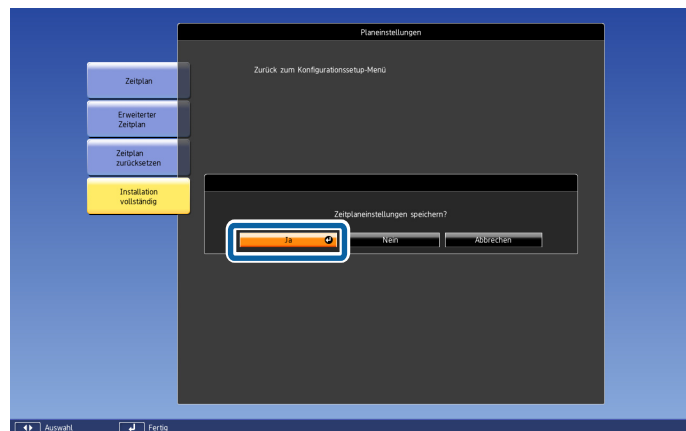 Planeinstellungen
Zurück zum Konfigurationssetup-Menü
Zeitplan
Erweiterter
Zeitplan
Zeitplan
zurücksetzen
Installation
vollständig
Zeitplaneinstellungen speichern?
Ja
Nein
Abbrechen
Auswahl
Fertig